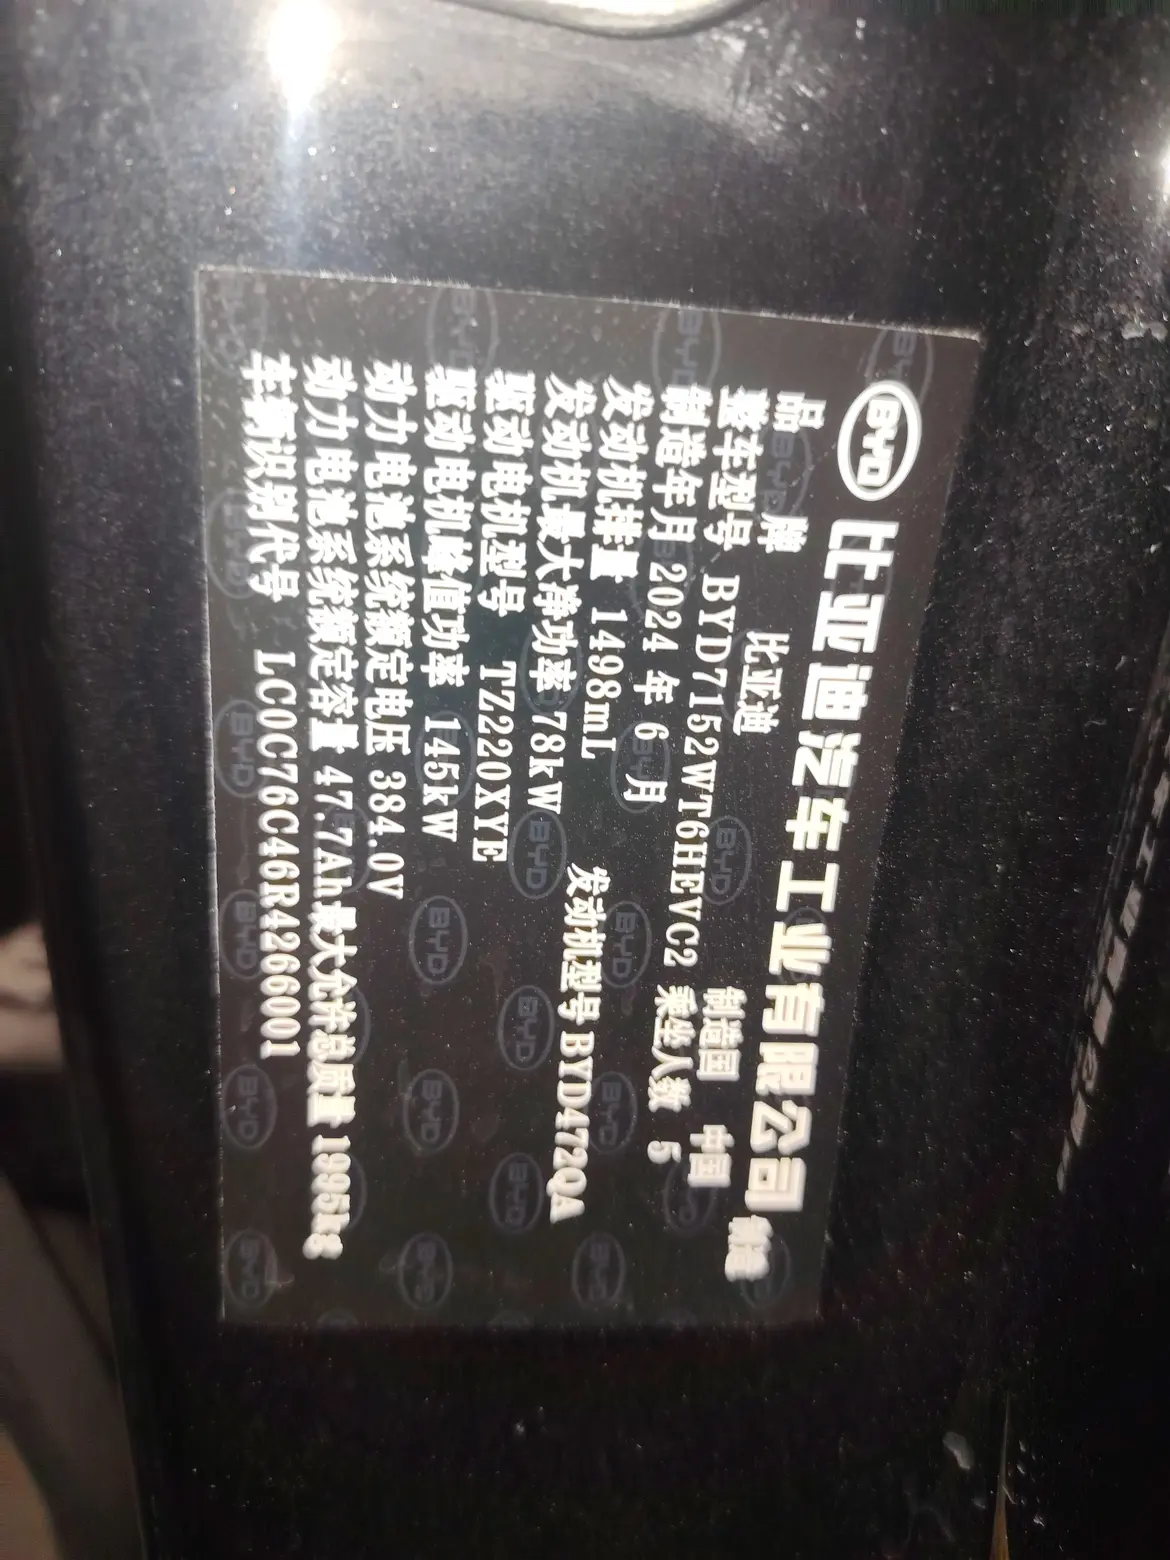 BYD 比亚迪汽车工业有限公司 制造
品牌 比亚迪 制造国 中国
整车型号 BYD7152WT6HEVC2 乘坐人数 5
制造年月 2024 年 6 月
发动机排量 1498mL 发动机型号 BYD472QA
发动机最大净功率 78kW
驱动电机型号 TZ220XYE
驱动电机峰值功率 145kW
动力电池系统额定电压 384.0V
动力电池系统额定容量 47.7Ah 最大允许总质量 1995kg
车辆识别代号 LC0C76C46R4266001